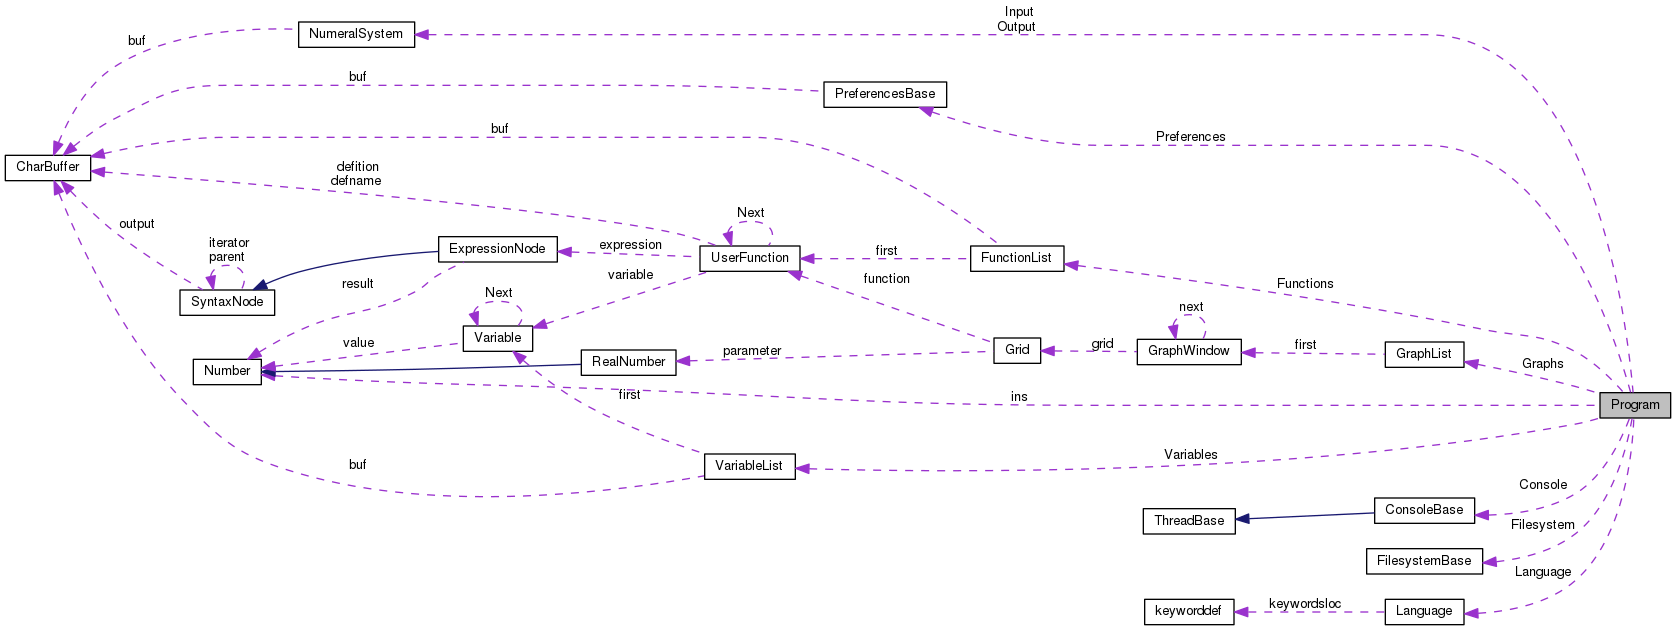 Input
Output
NumeralSystem
buf
buf
PreferencesBase
buf
Preferences
CharBuffer
defition
defname
Next
output
iterator
parent
ExpressionNode
expression
UserFunction
first
FunctionList
SyntaxNode
result
variable
function
Functions
Next
Variable
value
next
Number
RealNumber
parameter
Grid
grid
GraphWindow
first
GraphList
Graphs
first
ins
Program
buf
VariableList
Variables
Console
ThreadBase
ConsoleBase
Filesystem
FilesystemBase
Language
keyworddef
keywordsloc
Language